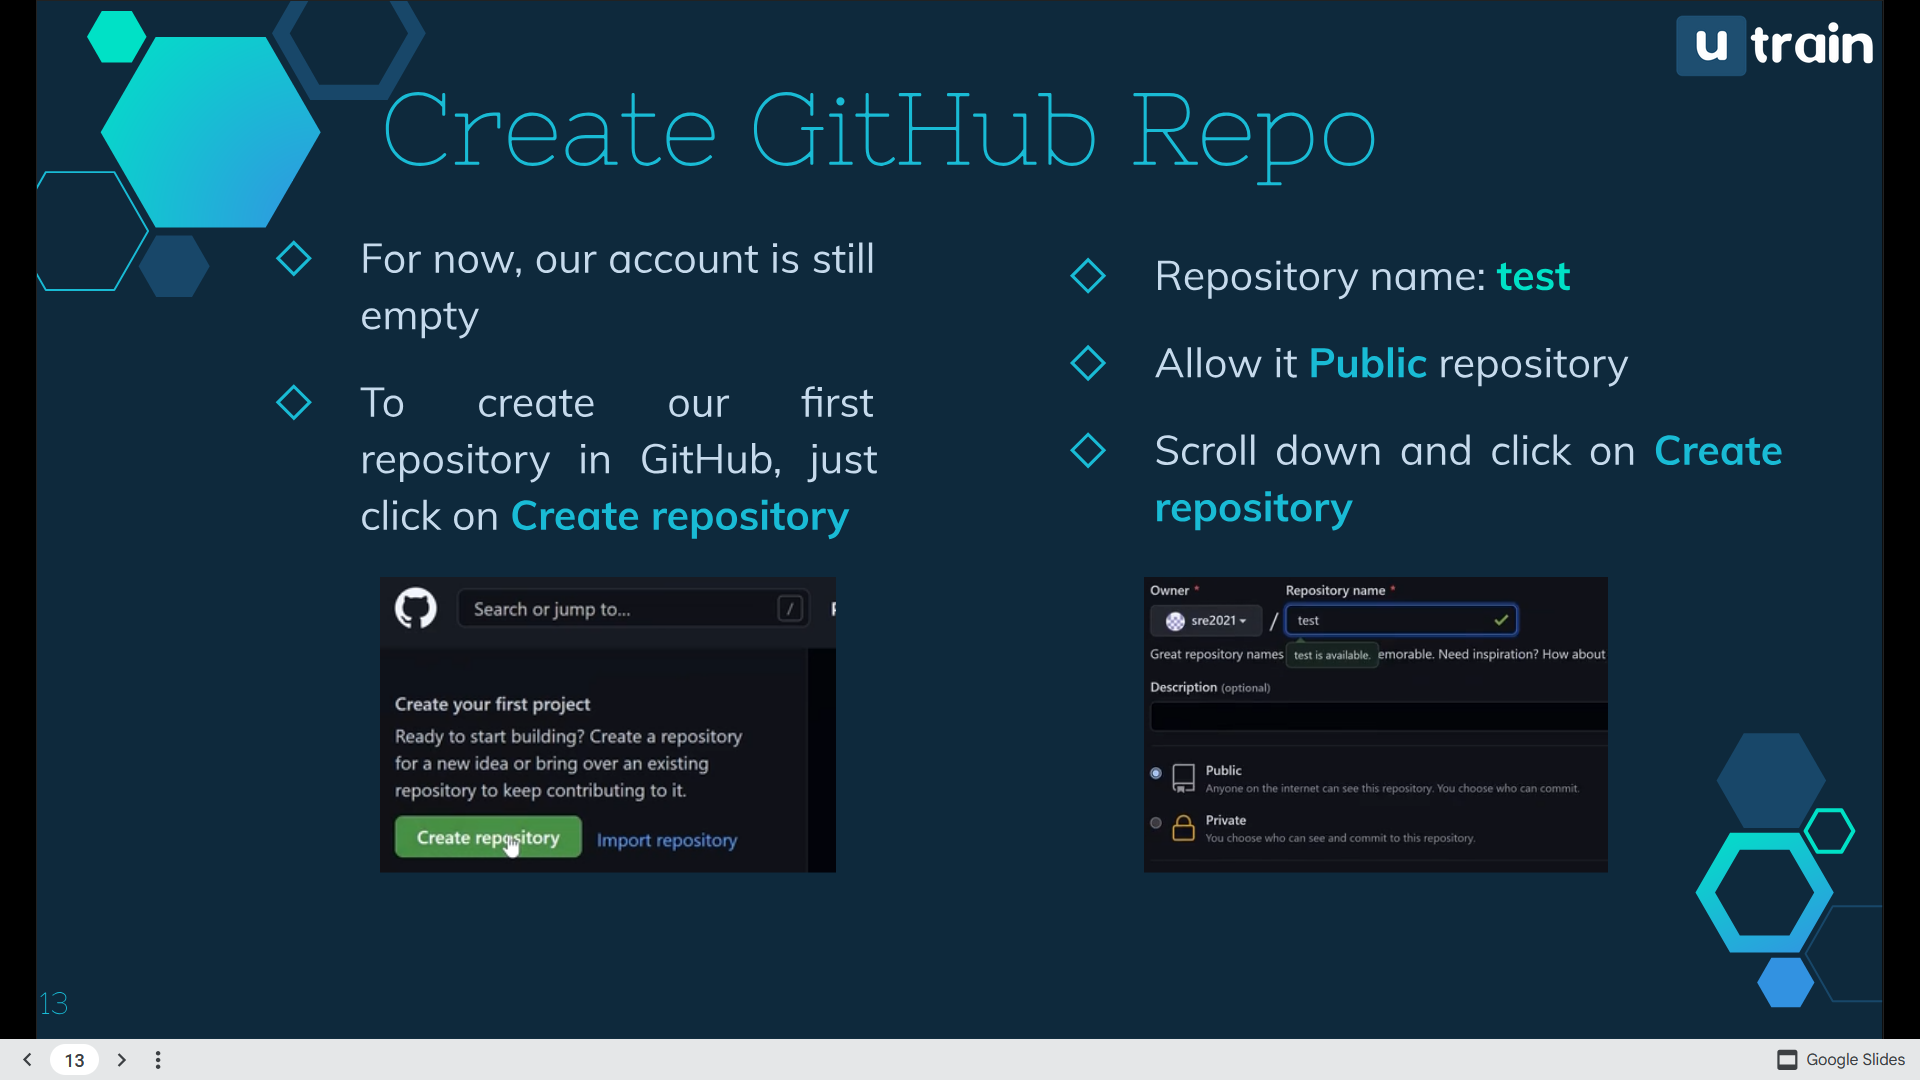 u train
Create GitHub Repo
For now, our account is still
empty
To create our first
repository in GitHub, just
click on Create repository
Search or jump to... /
Create your first project
Ready to start building? Create a repository
for a new idea or bring over an existing
repository to keep contributing to it.
Create repository Import repository
Repository name: test
Allow it Public repository
Scroll down and click on Create
repository
Owner * Repository name *
sre2021 / test
Great repository names test is available. emorable. Need inspiration? How about
Description (optional)
Public
Anyone on the internet can see this repository. You choose who can commit.
Private
You choose who can see and commit to this repository.
13
13 Google Slides